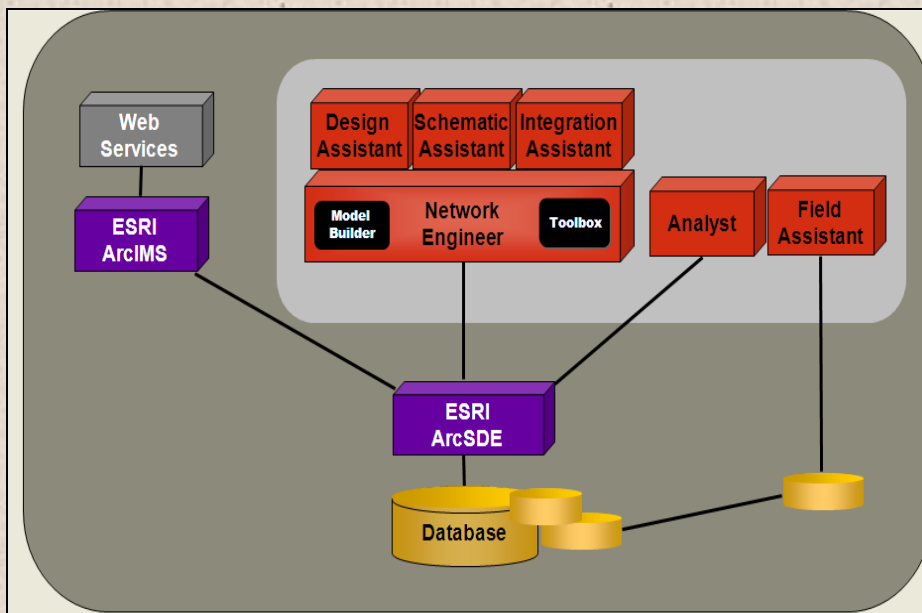 Web
Services
ESRI
ArcIMS
Design
Assistant
Schematic
Assistant
Integration
Assistant
Model
Builder
Network
Engineer
Toolbox
Analyst
Field
Assistant
ESRI
ArcSDE
Database